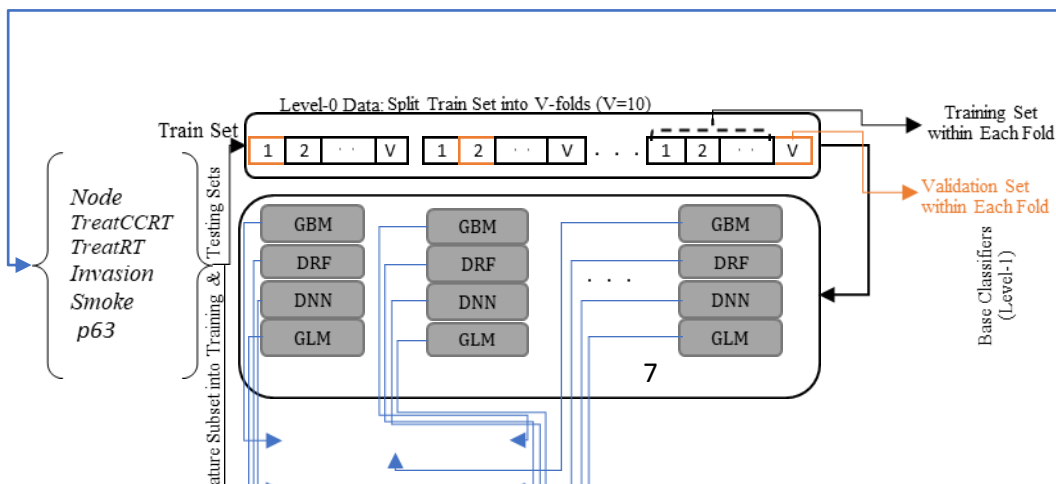 Level-0 Data: Split Train Set into V-folds (V=10)
Train Set
1 2 · · V
1 2 · · V
. . .
1 2 · · V
Training Set
within Each Fold
Validation Set
within Each Fold
Node
TreatCCRT
TreatRT
Invasion
Smoke
p63
ature Subset into Training & Testing Sets
GBM
DRF
DNN
GLM
GBM
DRF
DNN
GLM
. . .
GBM
DRF
DNN
GLM
7
Base Classifiers
(Level-1)